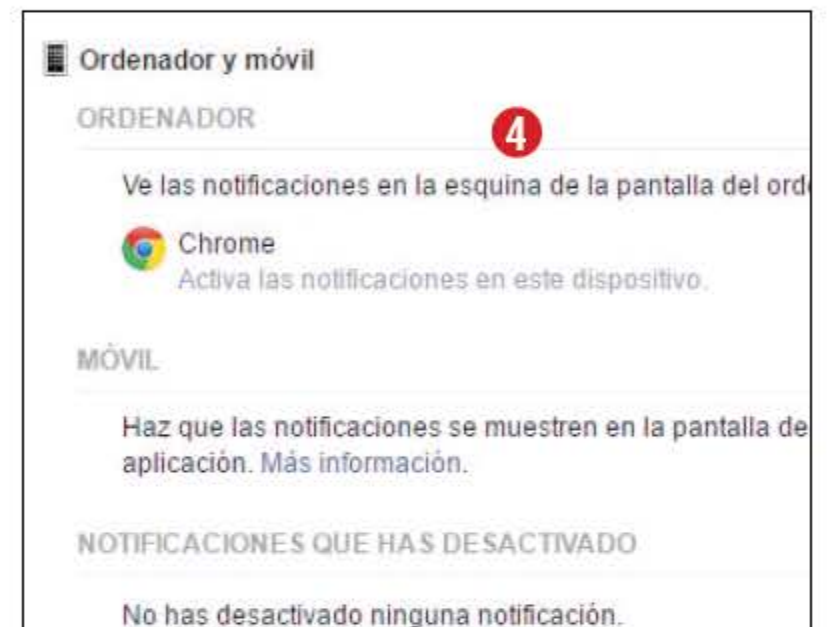 Ordenador y móvil
ORDENADOR
4
Ve las notificaciones en la esquina de la pantalla del orde
Chrome
Activa las notificaciones en este dispositivo.
MÓVIL
Haz que las notificaciones se muestren en la pantalla de
aplicación. Más información.
NOTIFICACIONES QUE HAS DESACTIVADO
No has desactivado ninguna notificación.